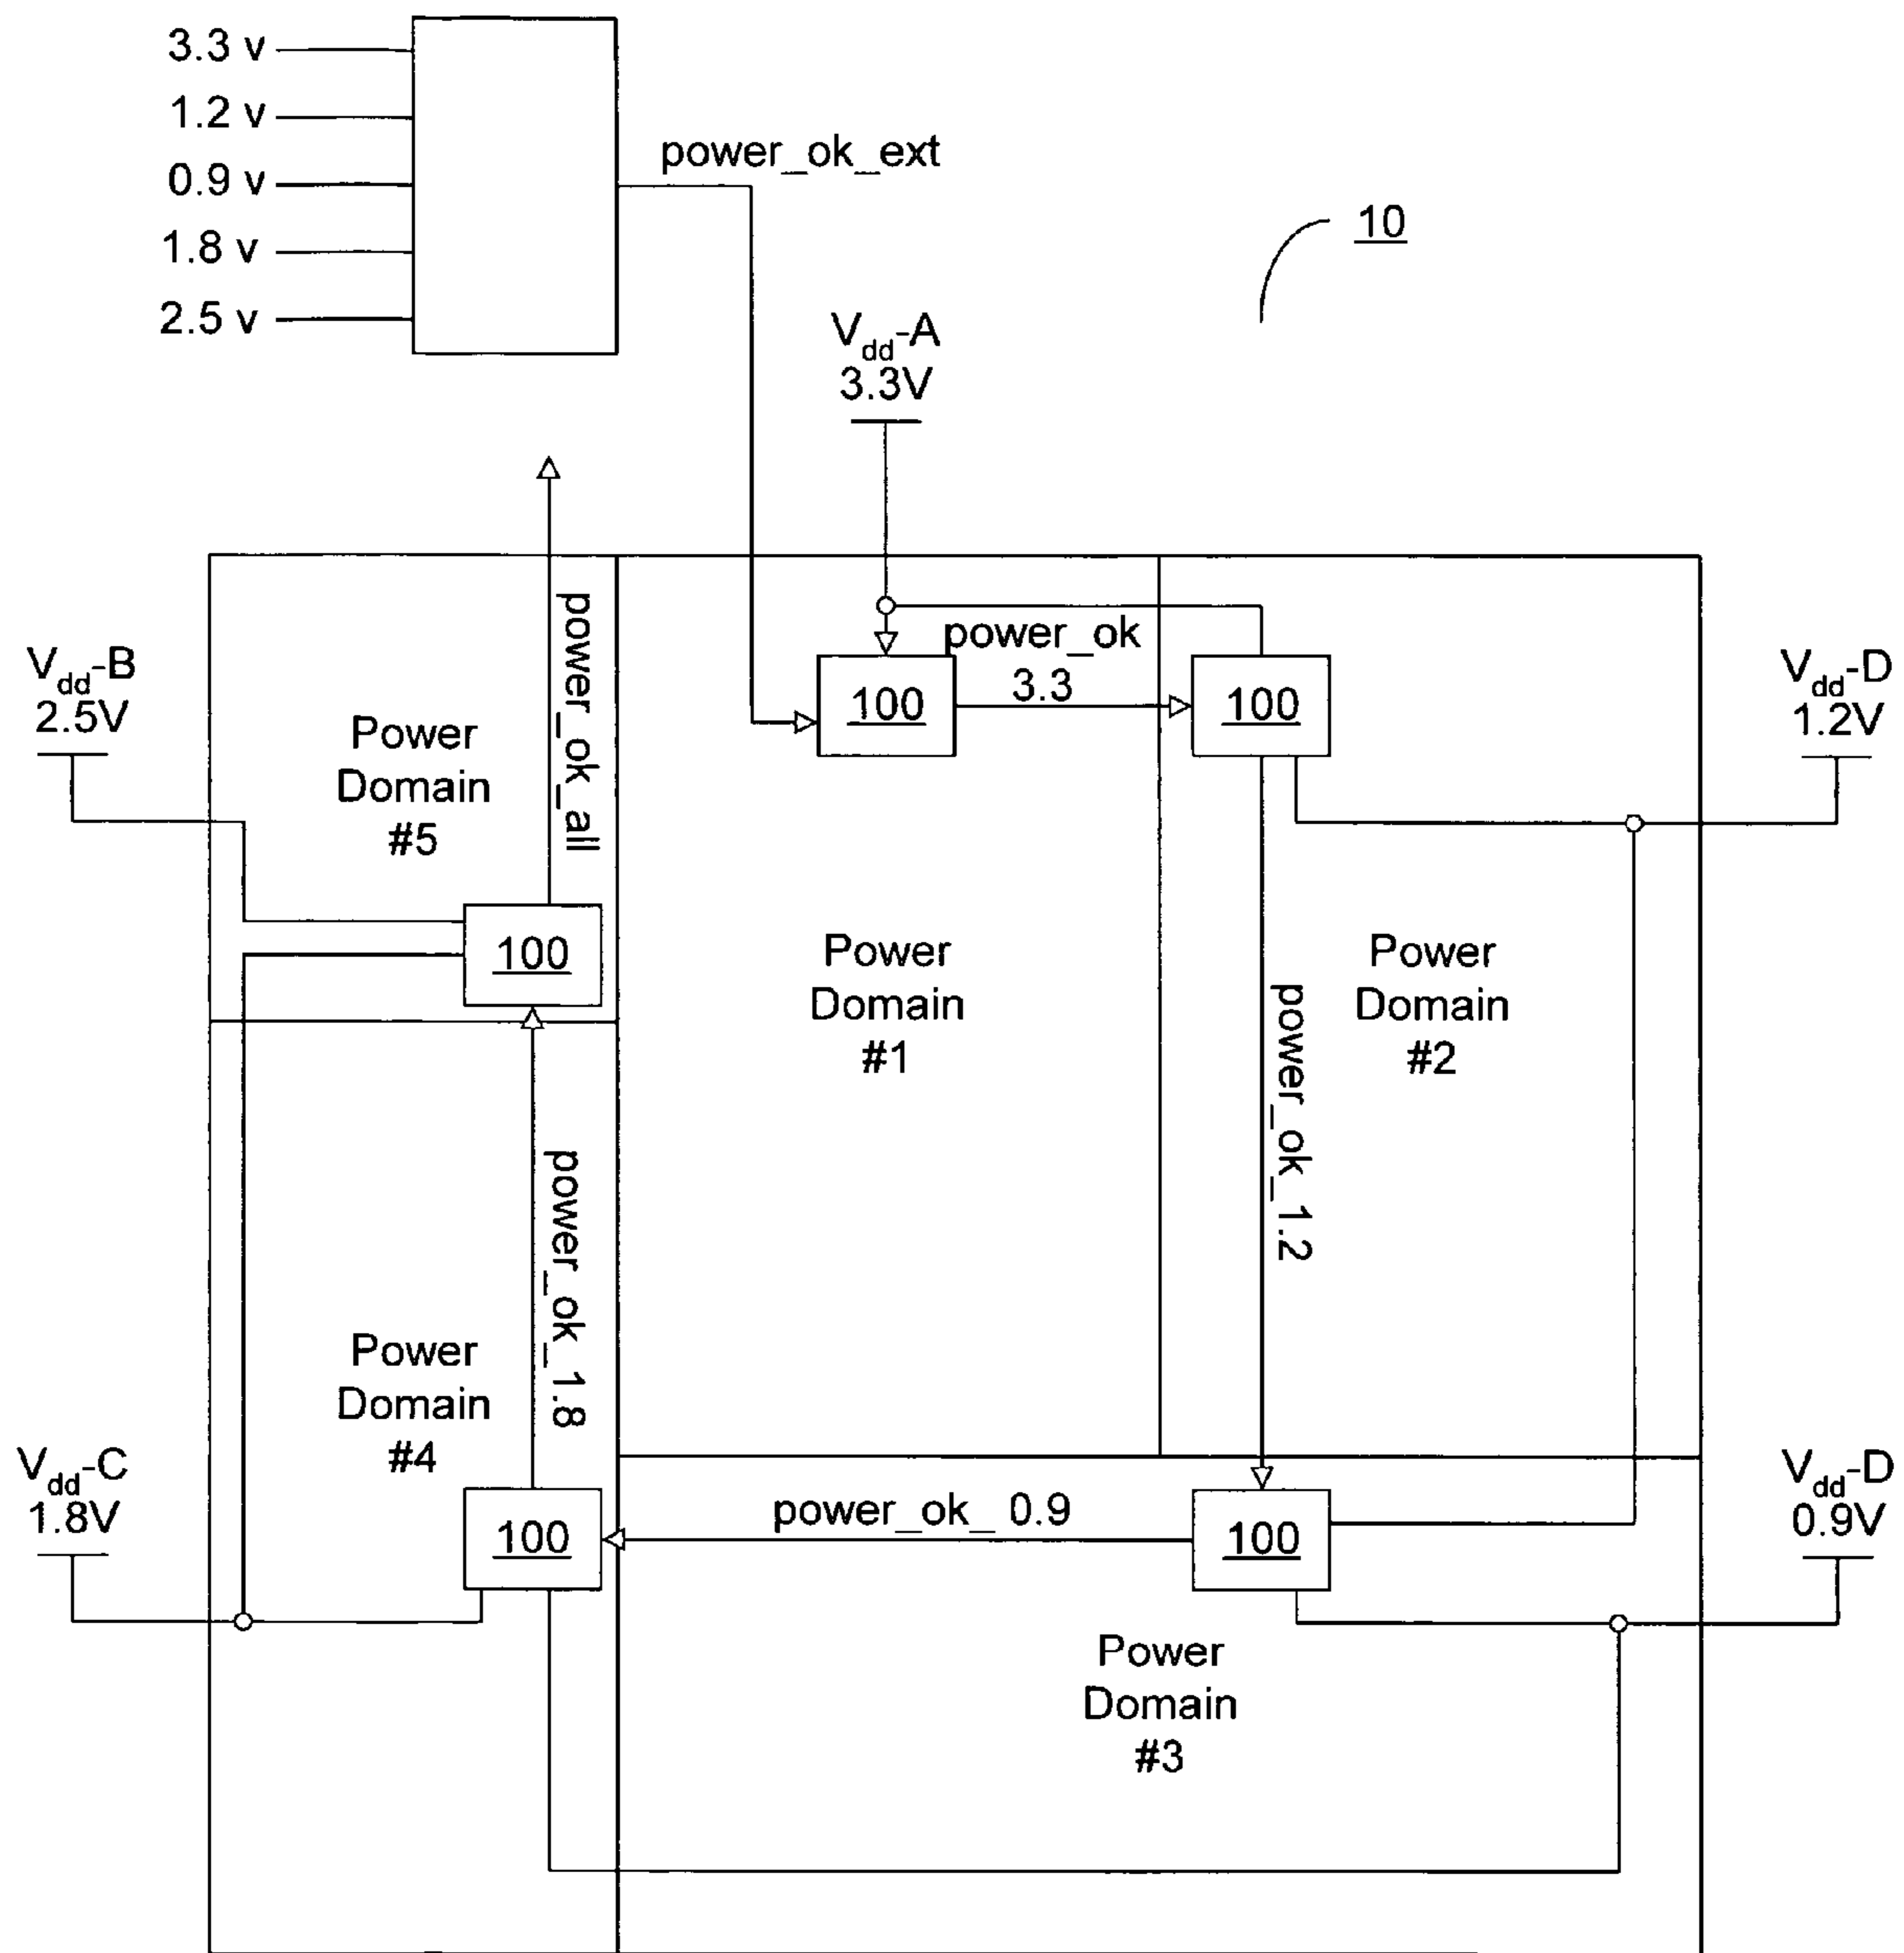 3.3 v
1.2 v
0.9 v
1.8 v
2.5 v
power_ok_ext
10
Vdd-A
3.3V
power_ok_all
power_ok
3.3
100
100
Vdd-B
2.5V
Vdd-D
1.2V
Power
Domain
#5
100
Power
Domain
#1
Power
Domain
#2
power_ok_1.2
power_ok_1.8
Power
Domain
#4
Vdd-C
1.8V
100
power_ok_ 0.9
100
Vdd-D
0.9V
Power
Domain
#3